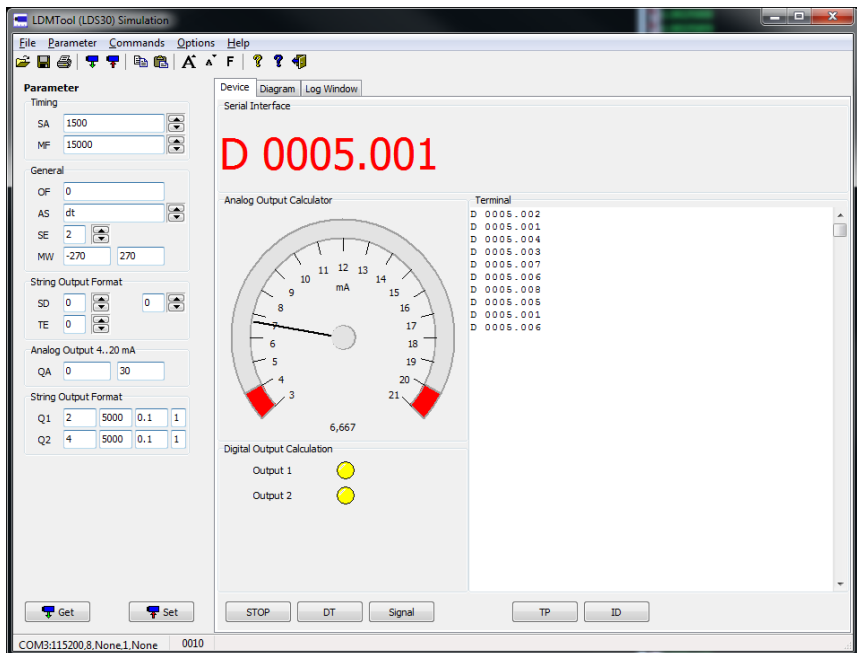 LDMTool (LDS30) Simulation
File Parameter Commands Options Help
Parameter
Timing
SA 1500
MF 15000
General
OF 0
AS dt
SE 2
MW -270 270
String Output Format
SD 0 0
TE 0
Analog Output 4..20 mA
QA 0 30
String Output Format
Q1 2 5000 0.1 1
Q2 4 5000 0.1 1
Get Set
Device Diagram Log Window
Serial Interface
D 0005.001
Analog Output Calculator
3
4
5
6
7
8
9
10
11
12
13
14
15
16
17
18
19
20
21
mA
6,667
Digital Output Calculation
Output 1
Output 2
Terminal
D 0005.002
D 0005.001
D 0005.004
D 0005.003
D 0005.007
D 0005.006
D 0005.008
D 0005.005
D 0005.001
D 0005.006
STOP DT Signal TP ID
COM3:115200,8,None,1,None 0010